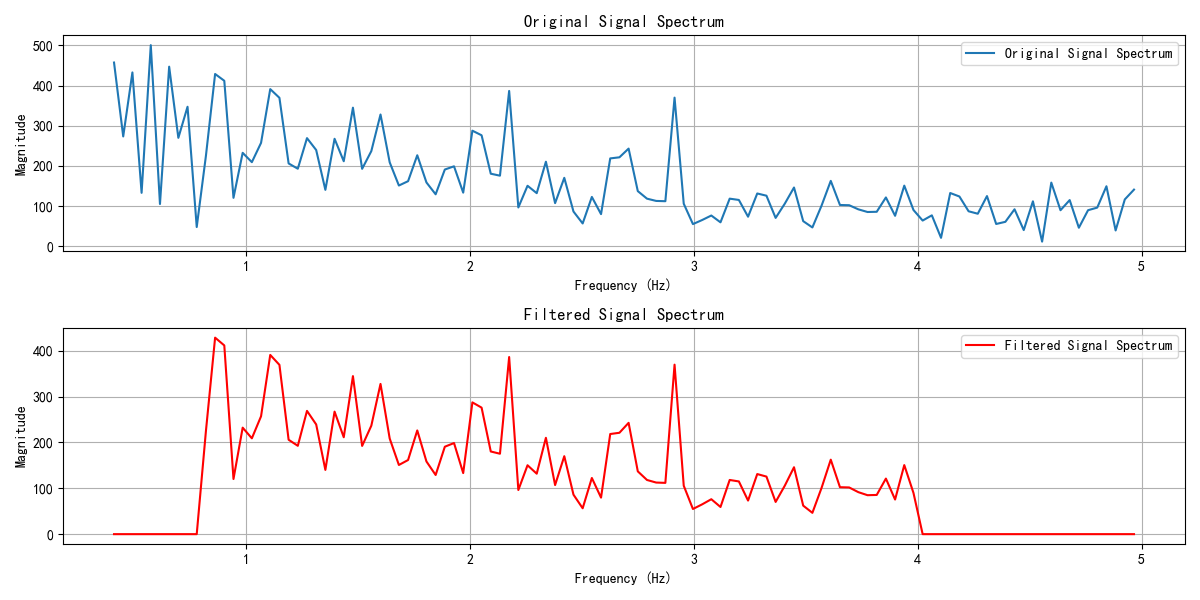 Original Signal Spectrum
500
400
300
200
100
0
Magnitude
Original Signal Spectrum
1
2
3
4
5
Frequency (Hz)
Filtered Signal Spectrum
400
300
200
100
0
Magnitude
Filtered Signal Spectrum
1
2
3
4
5
Frequency (Hz)